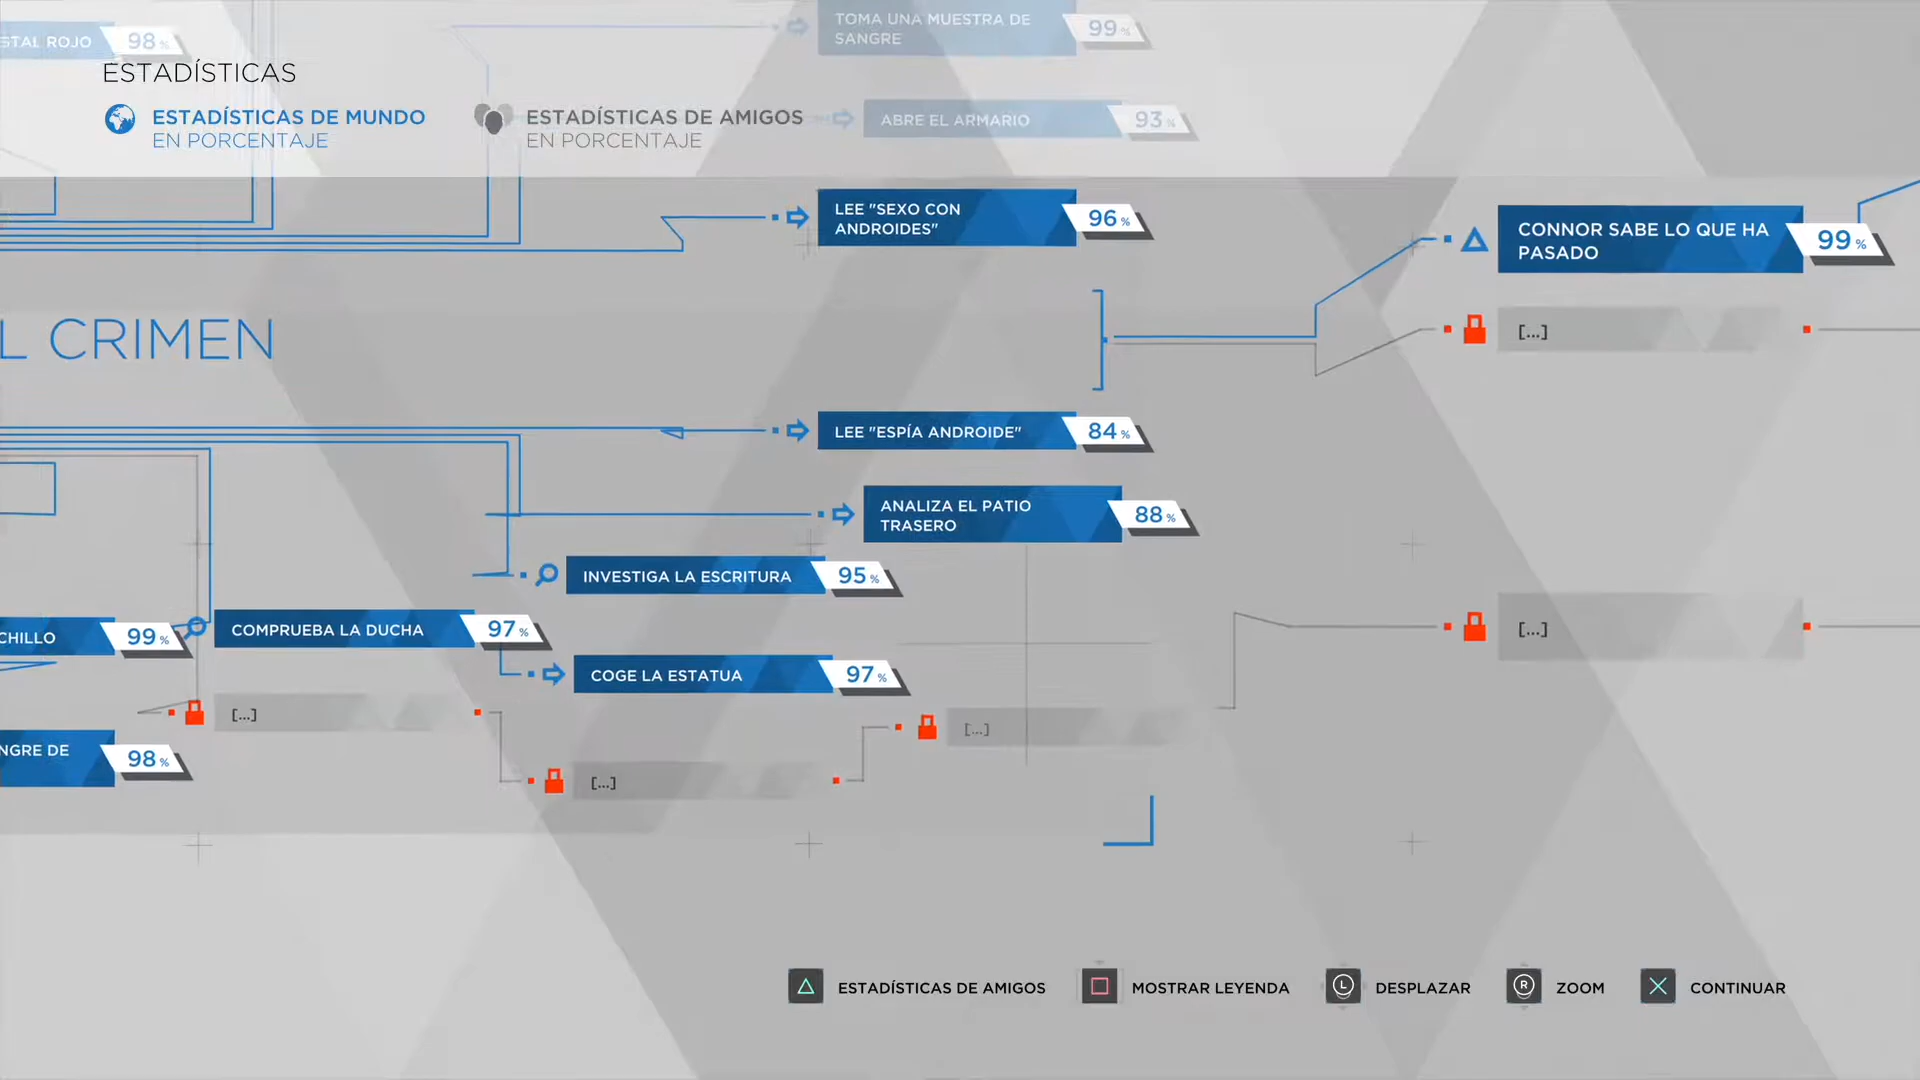 STAL ROJO
98%
TOMA UNA MUESTRA DE
SANGRE
99%
ESTADÍSTICAS
ESTADÍSTICAS DE MUNDO
EN PORCENTAJE
ESTADÍSTICAS DE AMIGOS
EN PORCENTAJE
ABRE EL ARMARIO
93%
LEE "SEXO CON
ANDROIDES"
96%
CONNOR SABE LO QUE HA
PASADO
99%
[...]
L CRIMEN
LEE "ESPÍA ANDROIDE"
84%
ANALIZA EL PATIO
TRASERO
88%
INVESTIGA LA ESCRITURA
95%
CHILLO
99%
COMPRUEBA LA DUCHA
97%
[...]
COGE LA ESTATUA
97%
[...]
[...]
NGRE DE
98%
[...]
ESTADÍSTICAS DE AMIGOS
MOSTRAR LEYENDA
L
DESPLAZAR
R
ZOOM
CONTINUAR